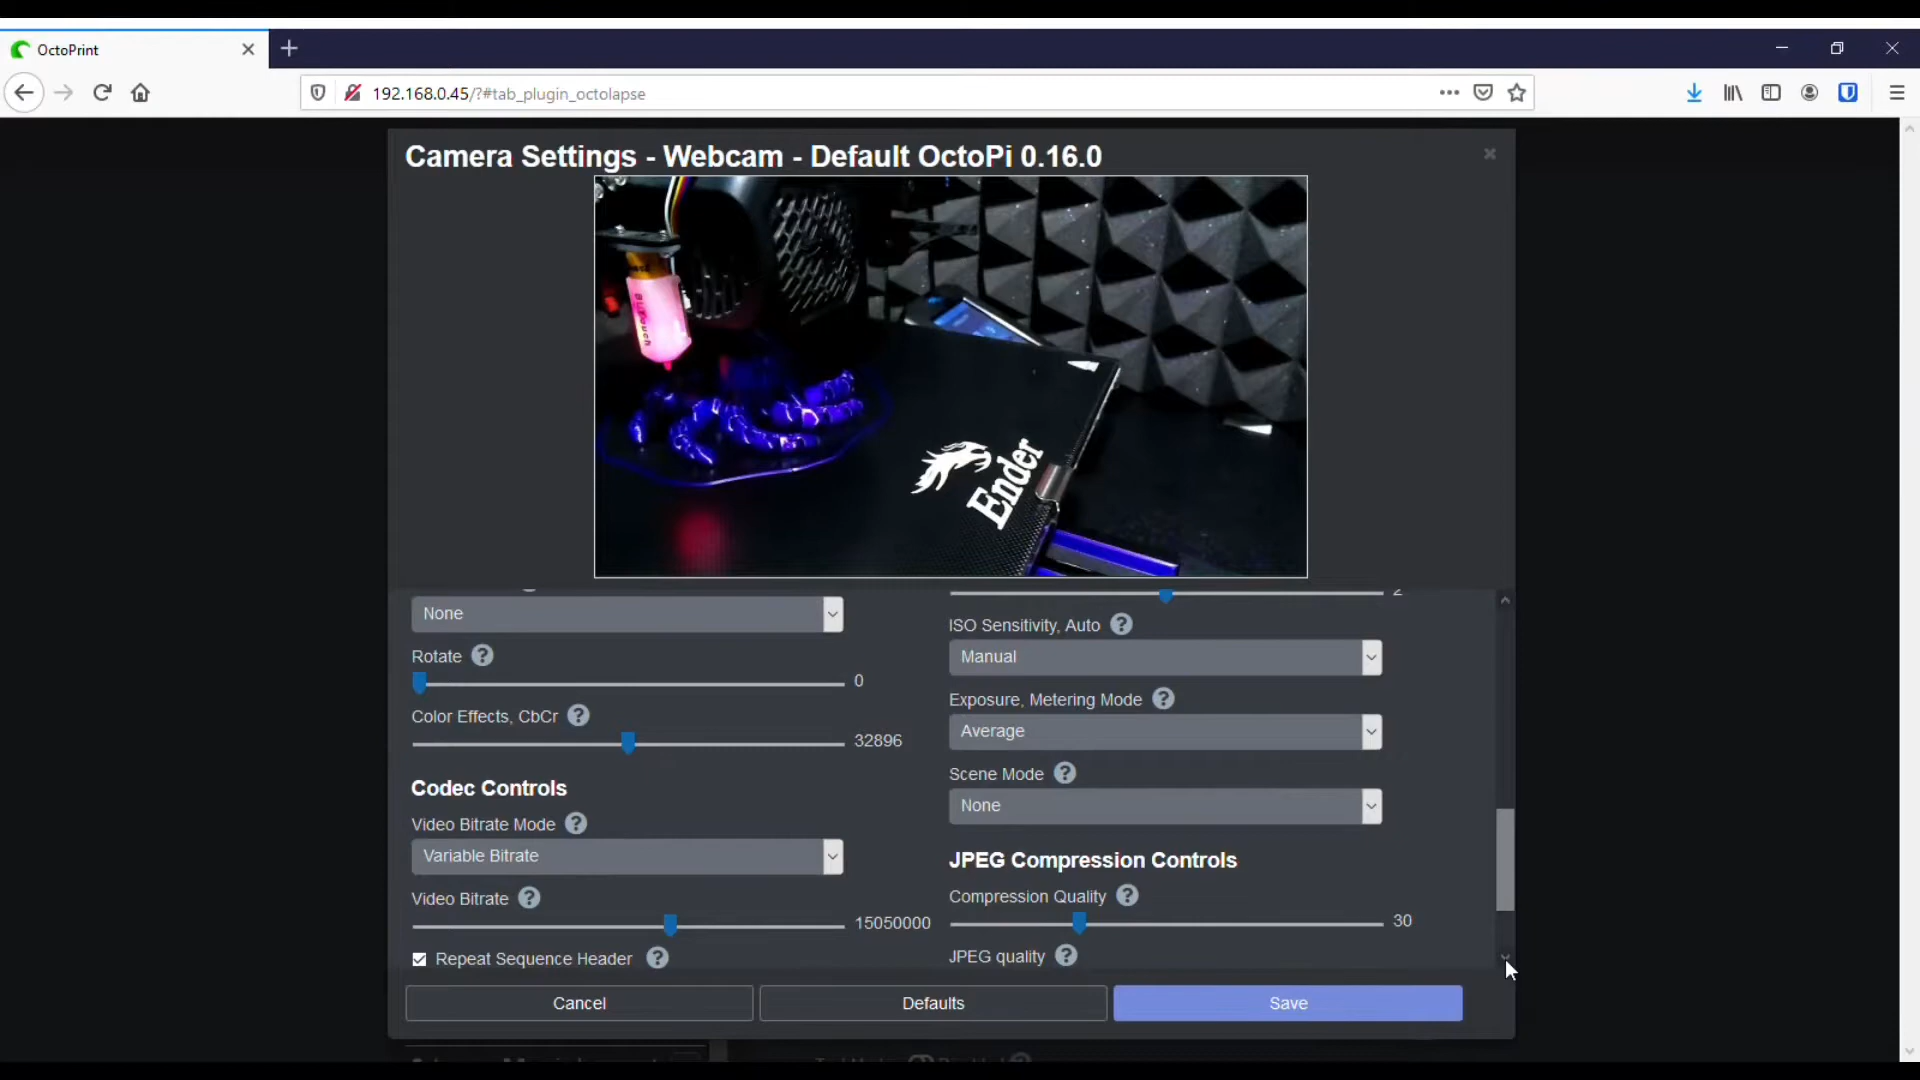 OctoPrint
192.168.0.45/?#tab_plugin_octolapse
Camera Settings - Webcam - Default OctoPi 0.16.0
BLTouch
Ender
None
Rotate ?
0
Color Effects, CbCr ?
32896
Codec Controls
Video Bitrate Mode ?
Variable Bitrate
Video Bitrate ?
15050000
Repeat Sequence Header ?
2
ISO Sensitivity, Auto ?
Manual
Exposure, Metering Mode ?
Average
Scene Mode ?
None
JPEG Compression Controls
Compression Quality ?
30
JPEG quality ?
Cancel
Defaults
Save